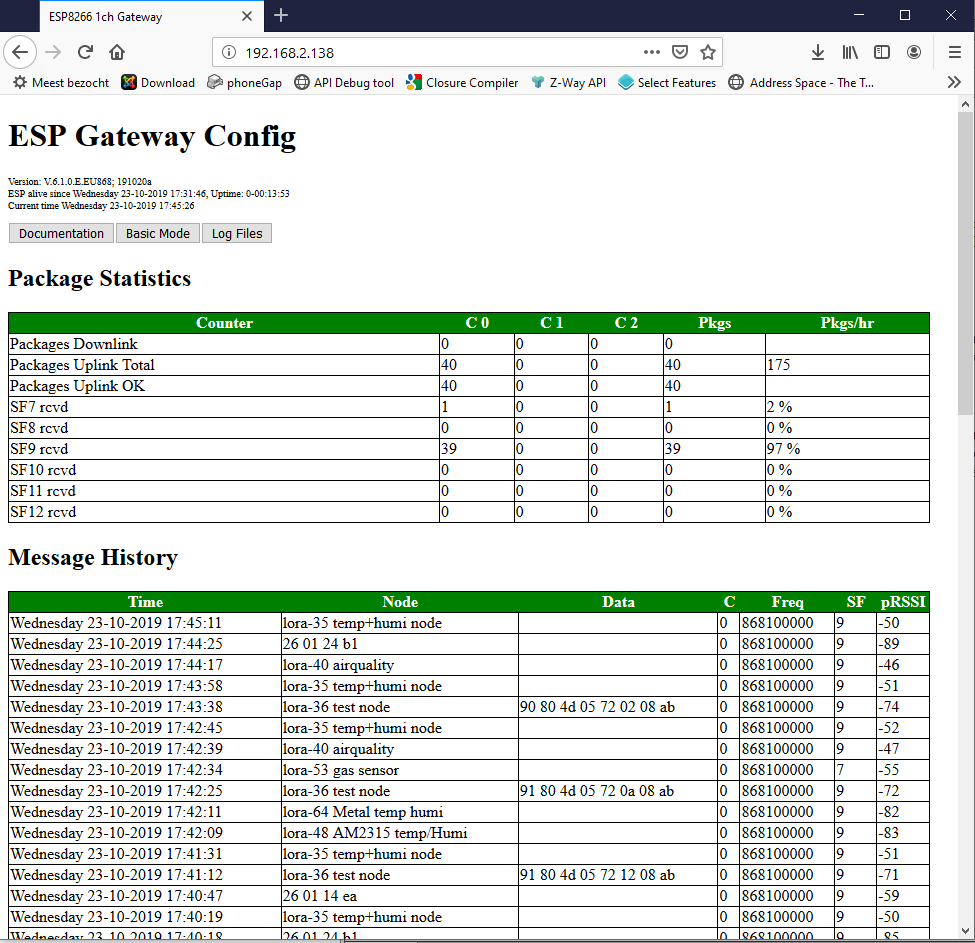 ESP8266 1ch Gateway
192.168.2.138
Meest bezocht Download phoneGap API Debug tool Closure Compiler Z-Way API Select Features Address Space - The T...
ESP Gateway Config
Version: V.6.1.0.E.EU868; 191020a
ESP alive since Wednesday 23-10-2019 17:31:46, Uptime: 0-00:13:53
Current time Wednesday 23-10-2019 17:45:26
Documentation Basic Mode Log Files
Package Statistics
Counter C 0 C 1 C 2 Pkgs Pkgs/hr
Packages Downlink 0 0 0 0
Packages Uplink Total 40 0 0 40 175
Packages Uplink OK 40 0 0 40
SF7 rcvd 1 0 0 1 2 %
SF8 rcvd 0 0 0 0 0 %
SF9 rcvd 39 0 0 39 97 %
SF10 rcvd 0 0 0 0 0 %
SF11 rcvd 0 0 0 0 0 %
SF12 rcvd 0 0 0 0 0 %
Message History
Time Node Data C Freq SF pRSSI
Wednesday 23-10-2019 17:45:11 lora-35 temp+humi node 0 868100000 9 -50
Wednesday 23-10-2019 17:44:25 26 01 24 b1 0 868100000 9 -89
Wednesday 23-10-2019 17:44:17 lora-40 airquality 0 868100000 9 -46
Wednesday 23-10-2019 17:43:58 lora-35 temp+humi node 0 868100000 9 -51
Wednesday 23-10-2019 17:43:38 lora-36 test node 90 80 4d 05 72 02 08 ab 0 868100000 9 -74
Wednesday 23-10-2019 17:42:45 lora-35 temp+humi node 0 868100000 9 -52
Wednesday 23-10-2019 17:42:39 lora-40 airquality 0 868100000 9 -47
Wednesday 23-10-2019 17:42:34 lora-53 gas sensor 0 868100000 7 -55
Wednesday 23-10-2019 17:42:25 lora-36 test node 91 80 4d 05 72 0a 08 ab 0 868100000 9 -72
Wednesday 23-10-2019 17:42:11 lora-64 Metal temp humi 0 868100000 9 -82
Wednesday 23-10-2019 17:42:09 lora-48 AM2315 temp/Humi 0 868100000 9 -83
Wednesday 23-10-2019 17:41:31 lora-35 temp+humi node 0 868100000 9 -51
Wednesday 23-10-2019 17:41:12 lora-36 test node 91 80 4d 05 72 12 08 ab 0 868100000 9 -71
Wednesday 23-10-2019 17:40:47 26 01 14 ea 0 868100000 9 -59
Wednesday 23-10-2019 17:40:19 lora-35 temp+humi node 0 868100000 9 -50
Wednesday 23-10-2019 17:40:18 26 01 24 b1 0 868100000 9 -85